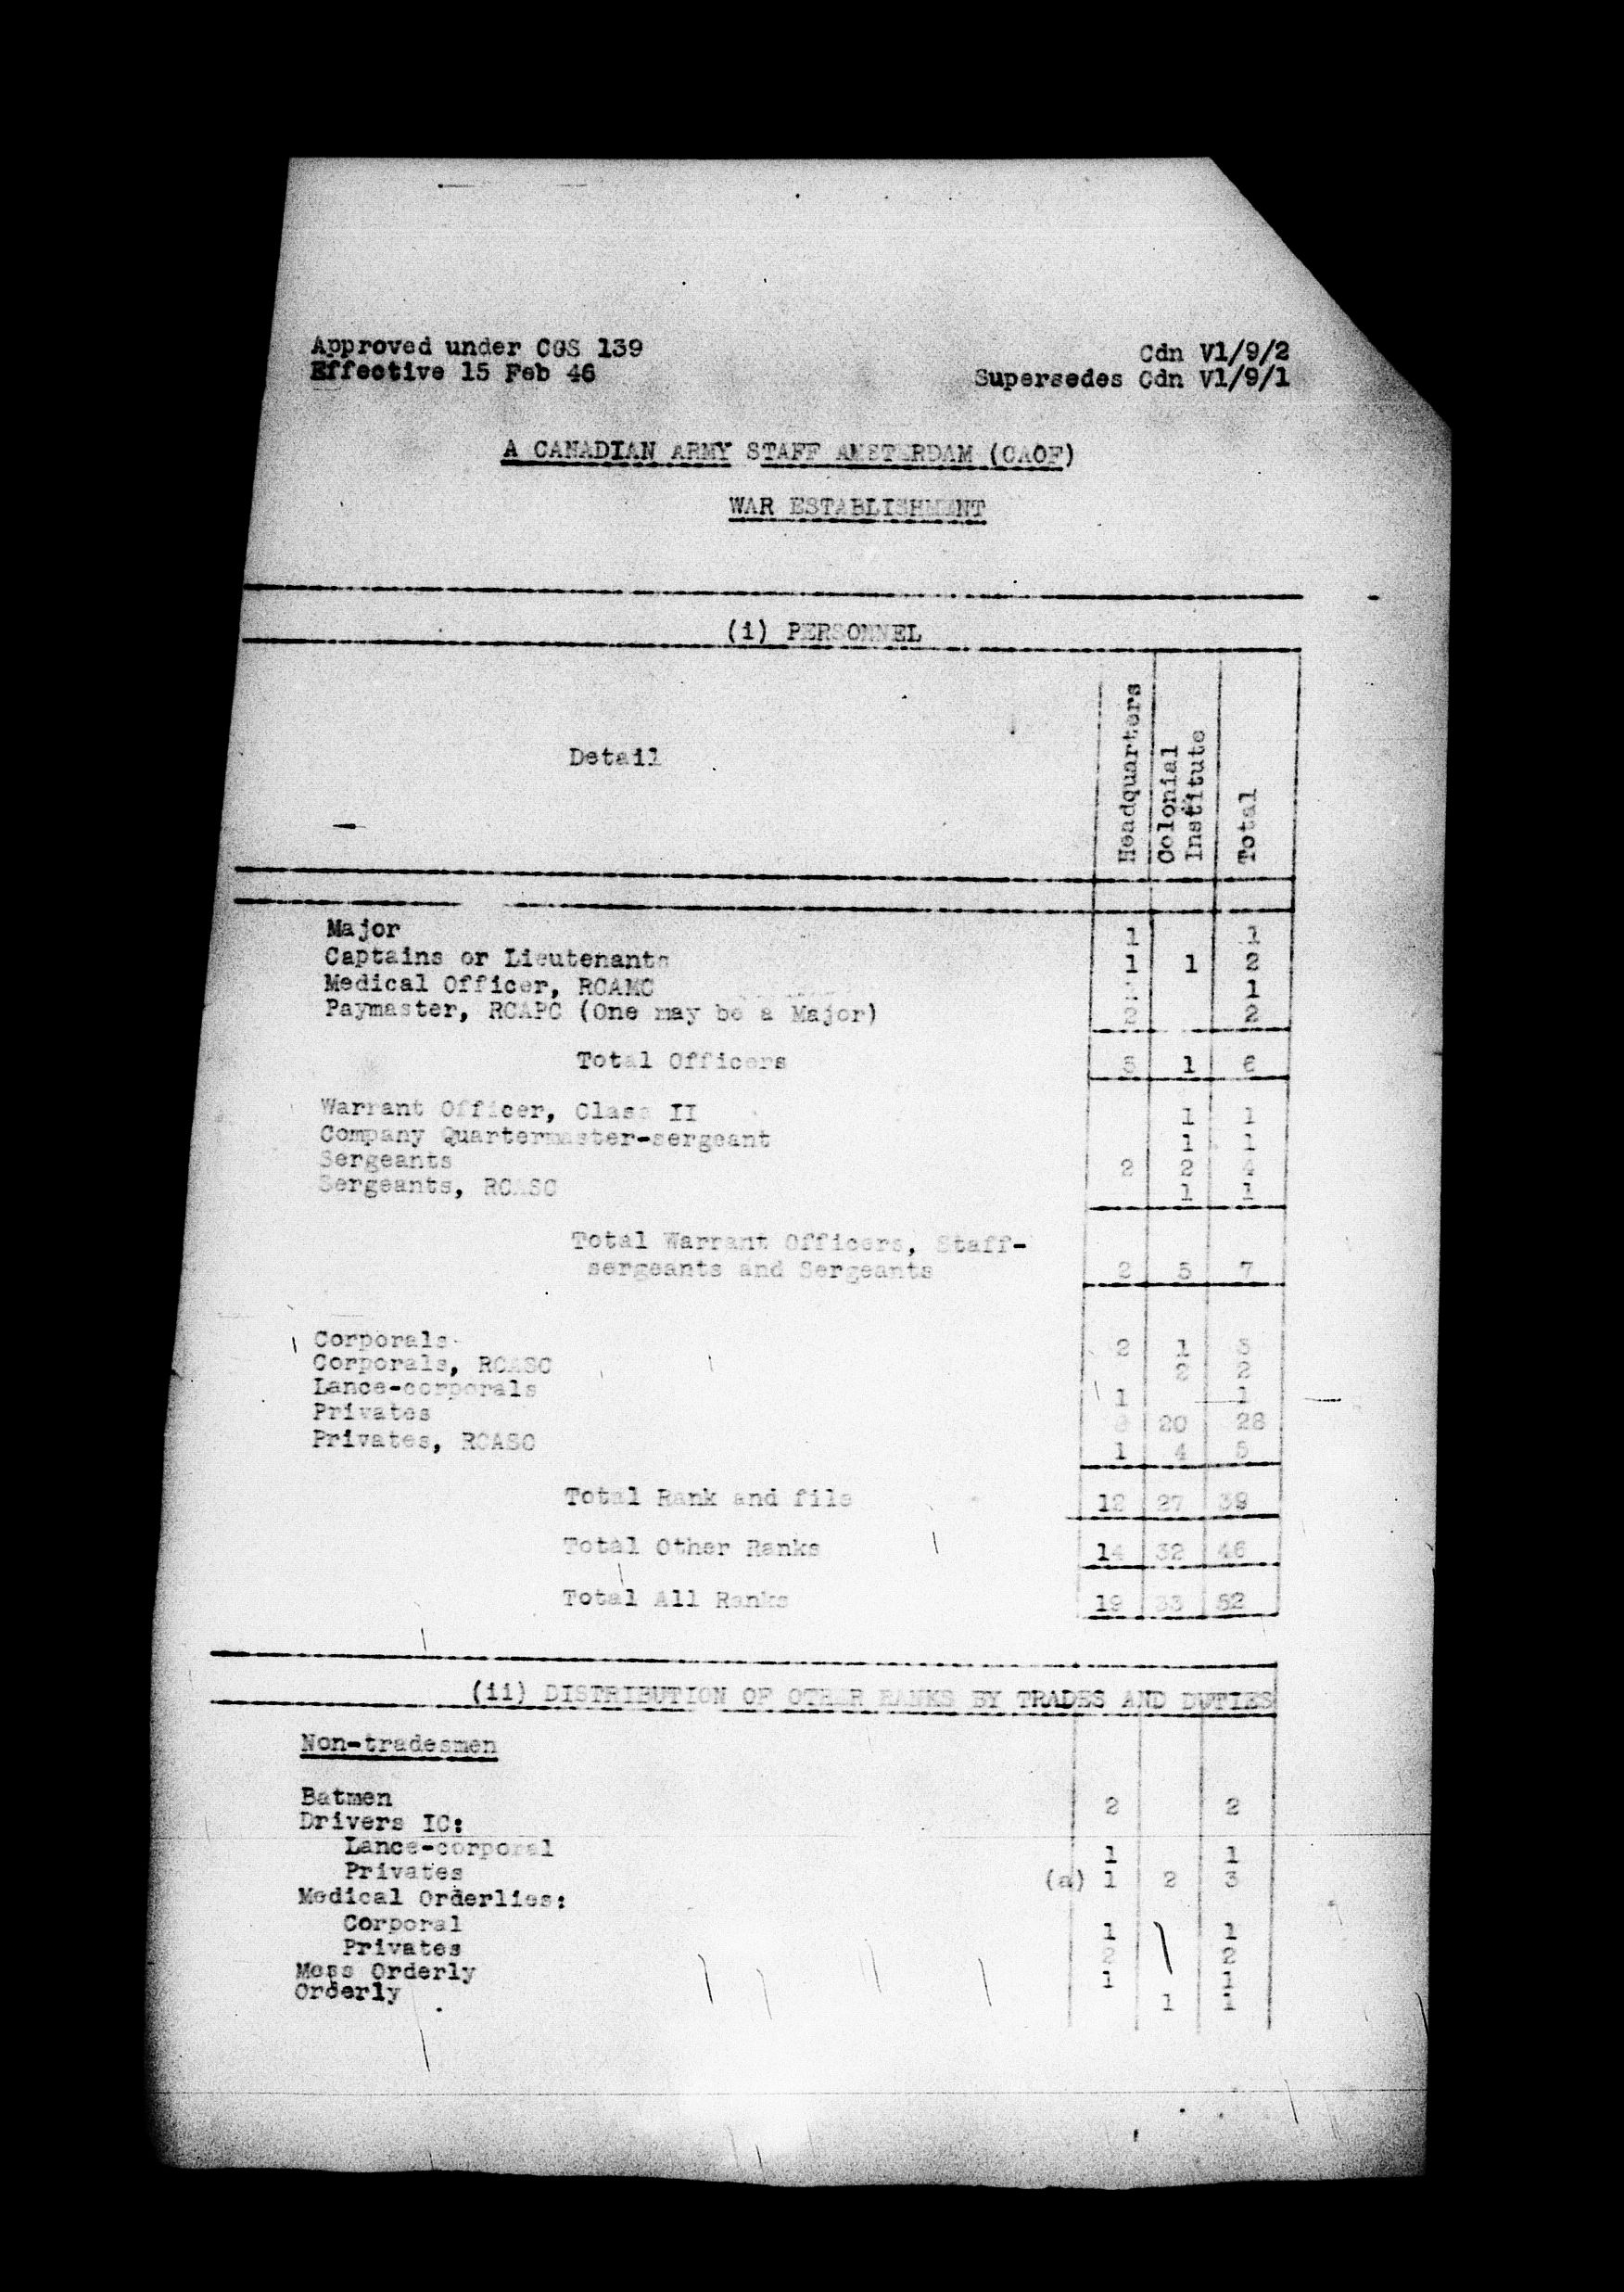 Approved under CGS 139
Effective 15 Feb 46
Cdn V1/9/2
Supersedes Cdn V1/9/1
A CANADIAN ARMY STAFF AMSTERDAM (CAOF)
WAR ESTABLISHMENT
(i) PERSONNEL
Detail
Headquarters
Colonial
Institute
Total
Major 1 1
Captains or Lieutenants 1 1 2
Medical Officer, RCAMC 1
Paymaster, RCAPC (One may be a Major) 2 2
Total Officers 5 1 6
Warrant Officer, Class II 1 1
Company Quartermaster-sergeant 1 1
Sergeants 2 2 4
Sergeants, RCASC 1 1
Total Warrant Officers, Staff-
sergeants and Sergeants 2 5 7
Corporals 2 1 3
Corporals, RCASC 2 2
Lance-corporals 1 1
Privates 8 20 28
Privates, RCASC 1 4 5
Total Rank and file 12 27 39
Total Other Ranks 14 32 46
Total All Ranks 19 33 52
(ii) DISTRIBUTION OF OTHER RANKS BY TRADES AND DUTIES
Non-tradesmen
Batmen 2 2
Drivers IC:
Lance-corporal 1 1
Privates (a) 1 2 3
Medical Orderlies:
Corporal 1 1
Privates 2 2
Mess Orderly 1 1
Orderly 1 1